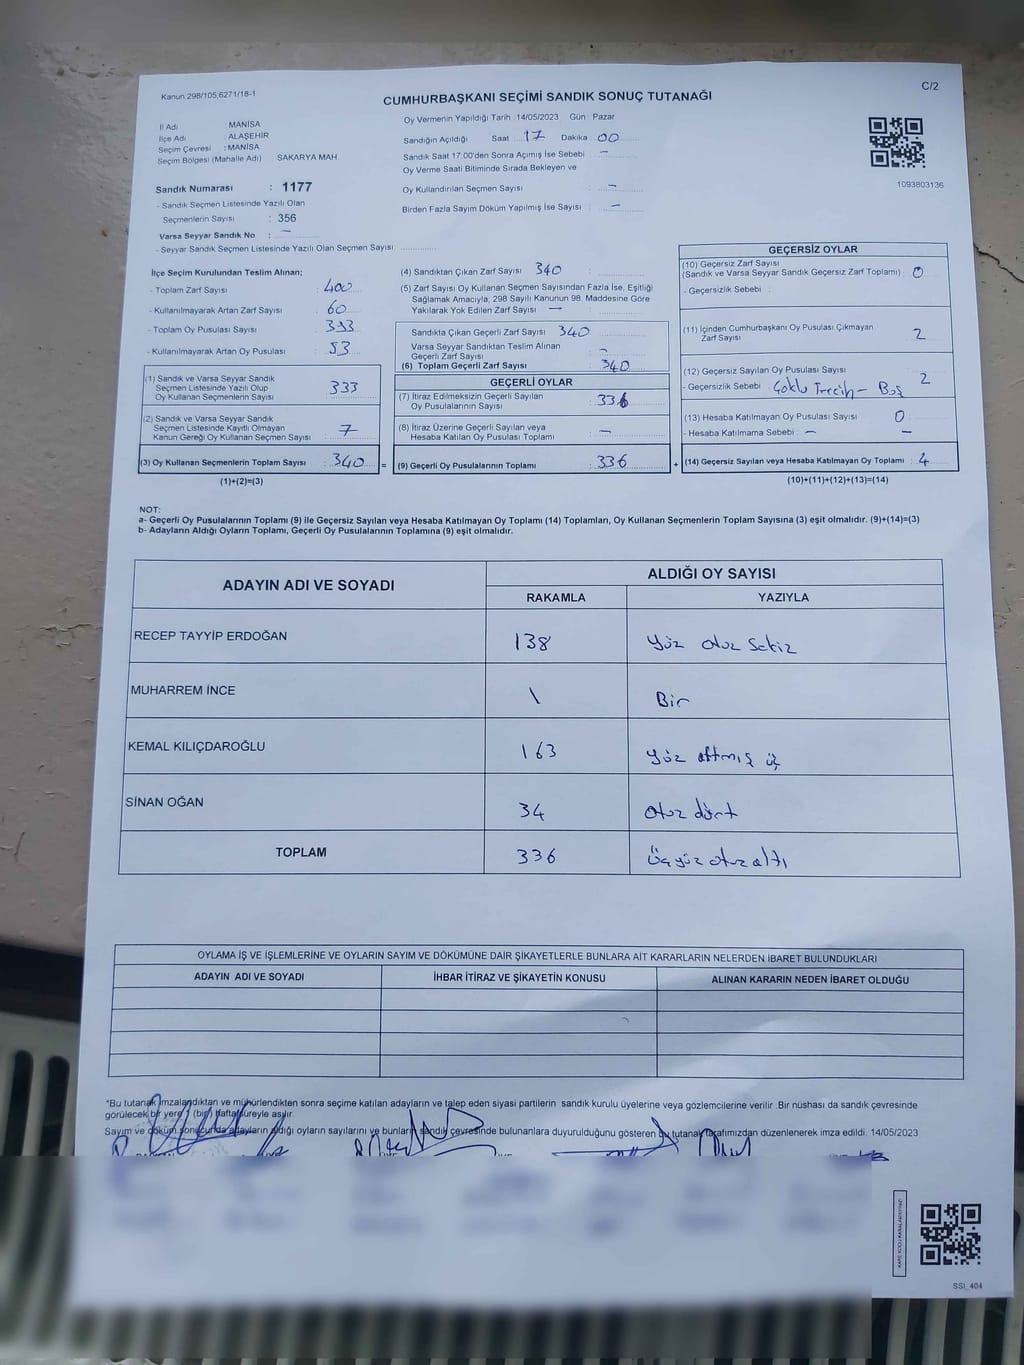 Kanun.298/105,6271/18-1
C/2
CUMHURBAŞKANI SEÇİMİ SANDIK SONUÇ TUTANAĞI
İl Adı : MANİSA
İlçe Adı : ALAŞEHİR
Seçim Çevresi : MANİSA
Seçim Bölgesi (Mahalle Adı) SAKARYA MAH.
Sandık Numarası : 1177
- Sandık Seçmen Listesinde Yazılı Olan
Seçmenlerin Sayısı : 356
Varsa Seyyar Sandık No : —
- Seyyar Sandık Seçmen Listesinde Yazılı Olan Seçmen Sayısı
Oy Vermenin Yapıldığı Tarih :14/05/2023 Gün Pazar
Sandığın Açıldığı Saat 17 Dakika 00
Sandık Saat 17:00'den Sonra Açımış İse Sebebi : —
Oy Verme Saati Bitiminde Sırada Bekleyen ve
Oy Kullandırılan Seçmen Sayısı : —
Birden Fazla Sayım Döküm Yapılmış İse Sayısı : —
1093803136
İlçe Seçim Kurulundan Teslim Alınan;
- Toplam Zarf Sayısı : 400
- Kullanılmayarak Artan Zarf Sayısı : 60
- Toplam Oy Pusulası Sayısı : 393
- Kullanılmayarak Artan Oy Pusulası : 53
(1) Sandık ve Varsa Seyyar Sandık
Seçmen Listesinde Yazılı Olup
Oy Kullanan Seçmenlerin Sayısı : 333
(2) Sandık ve Varsa Seyyar Sandık
Seçmen Listesinde Kayıtlı Olmayan
Kanun Gereği Oy Kullanan Seçmen Sayısı : 7
(3) Oy Kullanan Seçmenlerin Toplam Sayısı : 340
(1)+(2)=(3)
(4) Sandıktan Çıkan Zarf Sayısı 340
(5) Zarf Sayısı Oy Kullanan Seçmen Sayısından Fazla İse, Eşitliği
Sağlamak Amacıyla; 298 Sayılı Kanunun 98. Maddesine Göre
Yakılarak Yok Edilen Zarf Sayısı —
Sandıkta Çıkan Geçerli Zarf Sayısı 340
Varsa Seyyar Sandıktan Teslim Alınan
Geçerli Zarf Sayısı : —
(6) Toplam Geçerli Zarf Sayısı : 340
GEÇERLİ OYLAR
(7) İtiraz Edilmeksizin Geçerli Sayılan
Oy Pusulalarının Sayısı : 336
(8) İtiraz Üzerine Geçerli Sayılan veya
Hesaba Katılan Oy Pusulası Toplamı : —
= (9) Geçerli Oy Pusulalarının Toplamı : 336
GEÇERSİZ OYLAR
(10) Geçersiz Zarf Sayısı
(Sandık ve Varsa Seyyar Sandık Geçersiz Zarf Toplamı) : 0
- Geçersizlik Sebebi :
(11) İçinden Cumhurbaşkanı Oy Pusulası Çıkmayan
Zarf Sayısı : 2
(12) Geçersiz Sayılan Oy Pusulası Sayısı : 2
- Geçersizlik Sebebi : Çoklu Tercih - Boş
(13) Hesaba Katılmayan Oy Pusulası Sayısı : 0
- Hesaba Katılmama Sebebi : — —
+ (14) Geçersiz Sayılan veya Hesaba Katılmayan Oy Toplamı : 4
(10)+(11)+(12)+(13)=(14)
NOT:
a- Geçerli Oy Pusulalarının Toplamı (9) ile Geçersiz Sayılan veya Hesaba Katılmayan Oy Toplamı (14) Toplamları, Oy Kullanan Seçmenlerin Toplam Sayısına (3) eşit olmalıdır. (9)+(14)=(3)
b- Adayların Aldığı Oyların Toplamı, Geçerli Oy Pusulalarının Toplamına (9) eşit olmalıdır.
ADAYIN ADI VE SOYADI
ALDIĞI OY SAYISI
RAKAMLA YAZIYLA
RECEP TAYYİP ERDOĞAN 138 Yüz otuz sekiz
MUHARREM İNCE 1 Bir
KEMAL KILIÇDAROĞLU 163 Yüz altmış üç
SİNAN OĞAN 34 Otuz dört
TOPLAM 336 Üçyüz otuz altı
OYLAMA İŞ VE İŞLEMLERİNE VE OYLARIN SAYIM VE DÖKÜMÜNE DAİR ŞİKAYETLERLE BUNLARA AİT KARARLARIN NELERDEN İBARET BULUNDUKLARI
ADAYIN ADI VE SOYADI İHBAR İTİRAZ VE ŞİKAYETİN KONUSU ALINAN KARARIN NEDEN İBARET OLDUĞU
*Bu tutanak imzalandıktan ve mühürlendikten sonra seçime katılan adayların ve talep eden siyasi partilerin sandık kurulu üyelerine veya gözlemcilerine verilir .Bir nüshası da sandık çevresinde
görülecek bir yere 1 (bir) hafta süreyle asılır.
Sayım ve döküm sonucunda adayların aldığı oyların sayılarını ve bunların sandık çevresinde bulunanlara duyurulduğunu gösteren bu tutanak tarafımızdan düzenlenerek imza edildi. 14/05/2023
SSİ_404